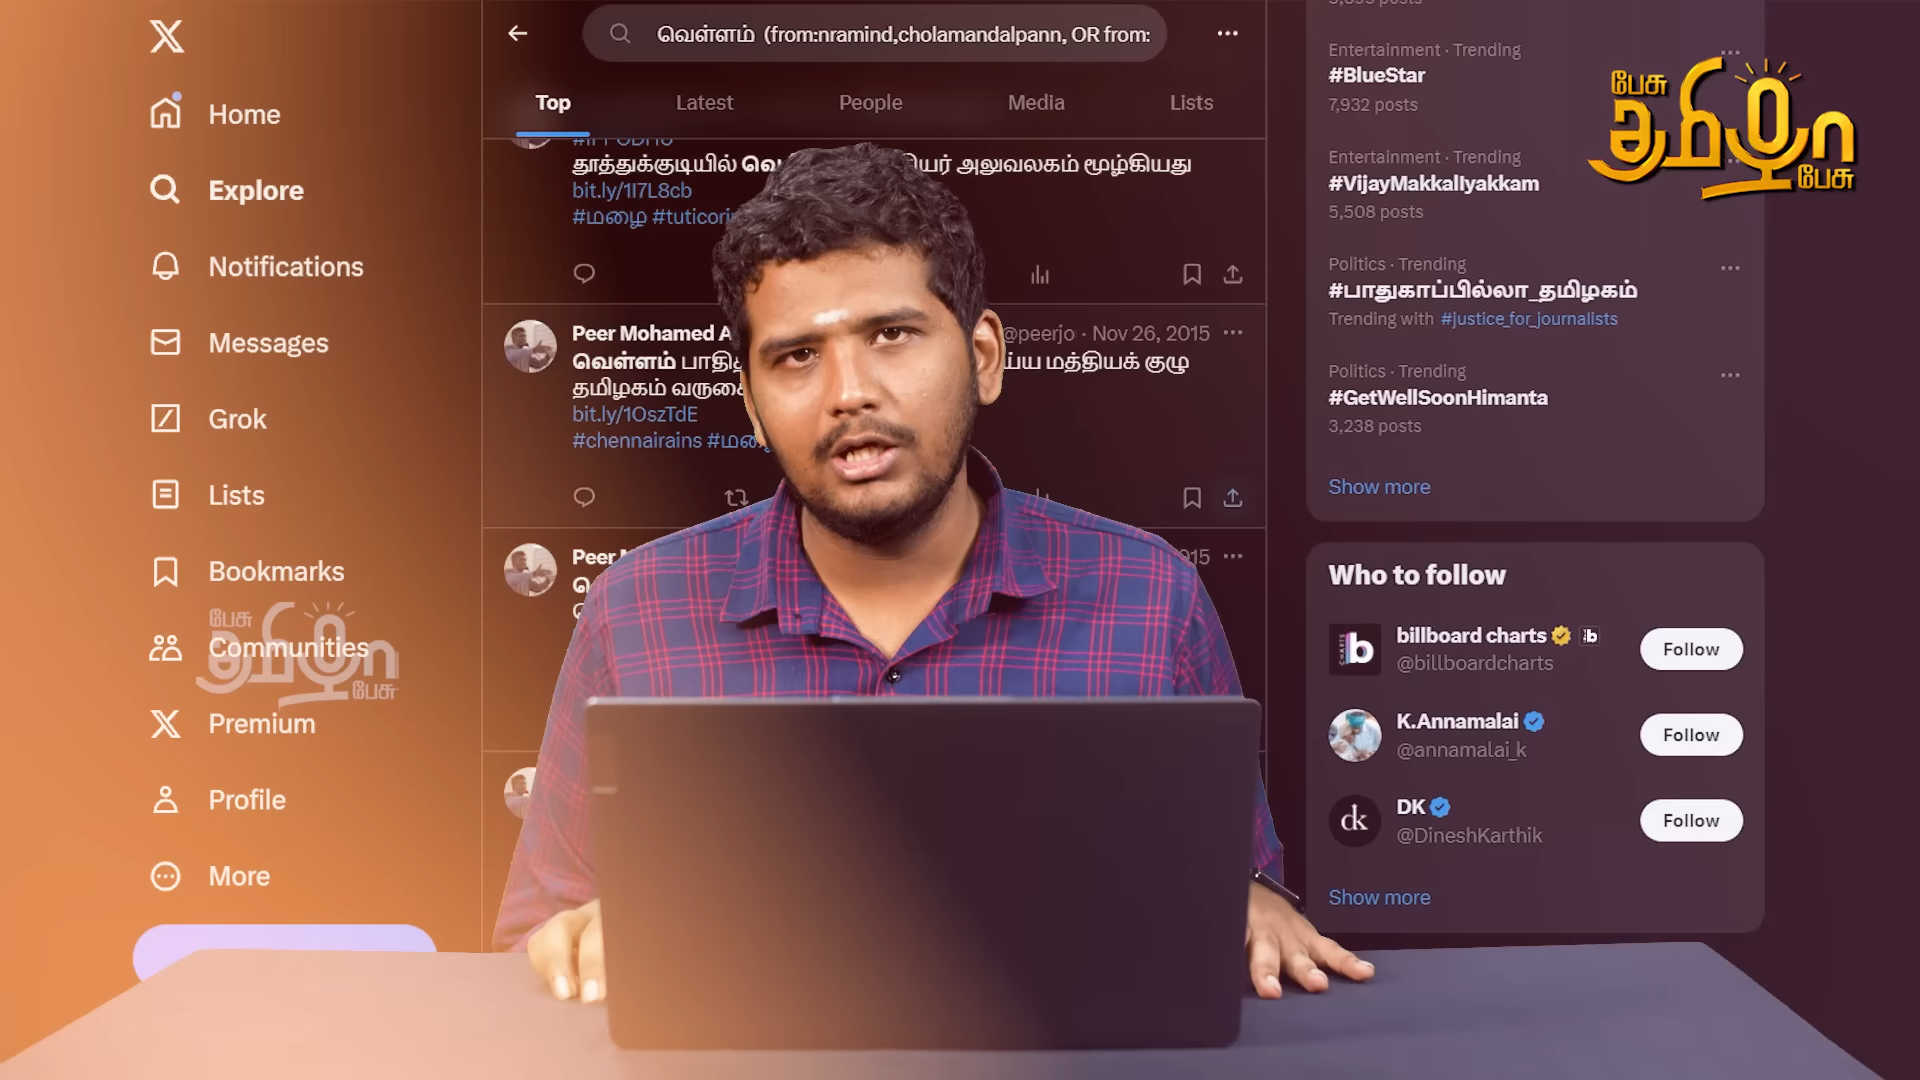 Home
Explore
Notifications
Messages
Grok
Lists
Bookmarks
Communities
Premium
Profile
More
பேசு
தமிழா
பேசு
வெள்ளம் (from:nramind,cholamandalpann, OR from:
Top Latest People Media Lists
தூத்துக்குடியில் அலுவலகம் மூழ்கியது
bit.ly/1I7L8cb
#மழை
Peer Mohamed @peerjo · Nov 26, 2015
வெள்ளம் மத்தியக் குழு
தமிழகம்
bit.ly/1OszTdE
#chennairains
Peer
Entertainment · Trending
#BlueStar
7,932 posts
Entertainment · Trending
#VijayMakkalIyakkam
5,508 posts
Politics · Trending
#பாதுகாப்பில்லா_தமிழகம்
Trending with #justice_for_journalists
Politics · Trending
#GetWellSoonHimanta
3,238 posts
Show more
Who to follow
billboard charts
@billboardcharts
Follow
K.Annamalai
@annamalai_k
Follow
DK
@DineshKarthik
Follow
Show more
பேசு
தமிழா
பேசு